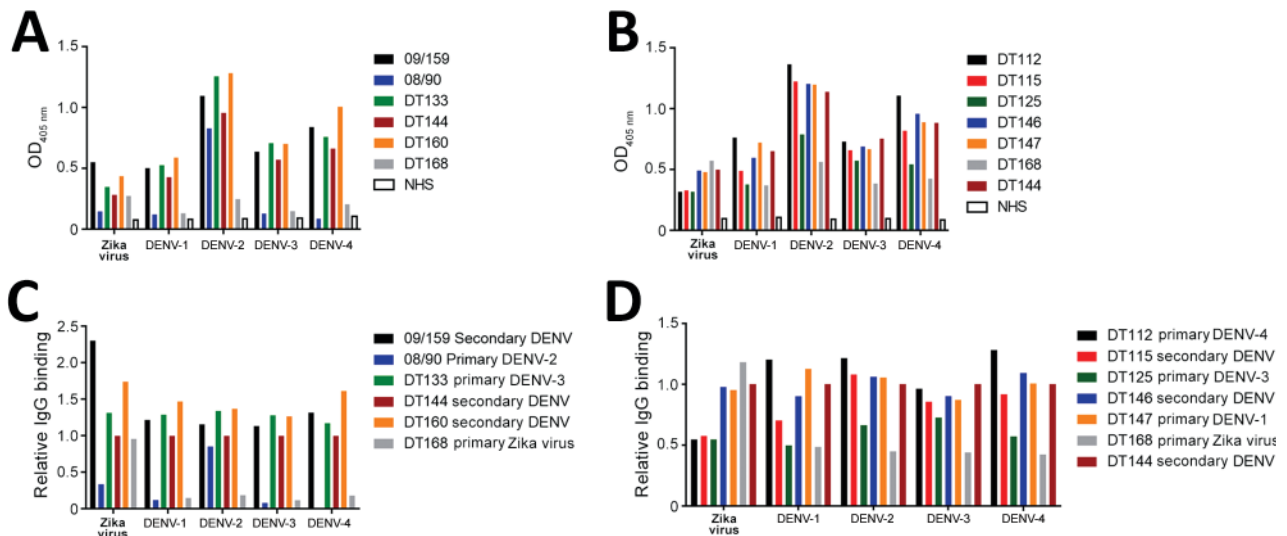 A
1.5
1.0
0.5
0
OD405 nm
Zika virus
DENV-1
DENV-2
DENV-3
DENV-4
09/159
08/90
DT133
DT144
DT160
DT168
NHS
B
1.5
1.0
0.5
0
OD405 nm
Zika virus
DENV-1
DENV-2
DENV-3
DENV-4
DT112
DT115
DT125
DT146
DT147
DT168
DT144
NHS
C
2.5
2.0
1.5
1.0
0.5
0
Relative IgG binding
Zika virus
DENV-1
DENV-2
DENV-3
DENV-4
09/159 Secondary DENV
08/90 Primary DENV-2
DT133 primary DENV-3
DT144 secondary DENV
DT160 secondary DENV
DT168 primary Zika virus
D
1.5
1.0
0.5
0
Relative IgG binding
Zika virus
DENV-1
DENV-2
DENV-3
DENV-4
DT112 primary DENV-4
DT115 secondary DENV
DT125 primary DENV-3
DT146 secondary DENV
DT147 primary DENV-1
DT168 primary Zika virus
DT144 secondary DENV